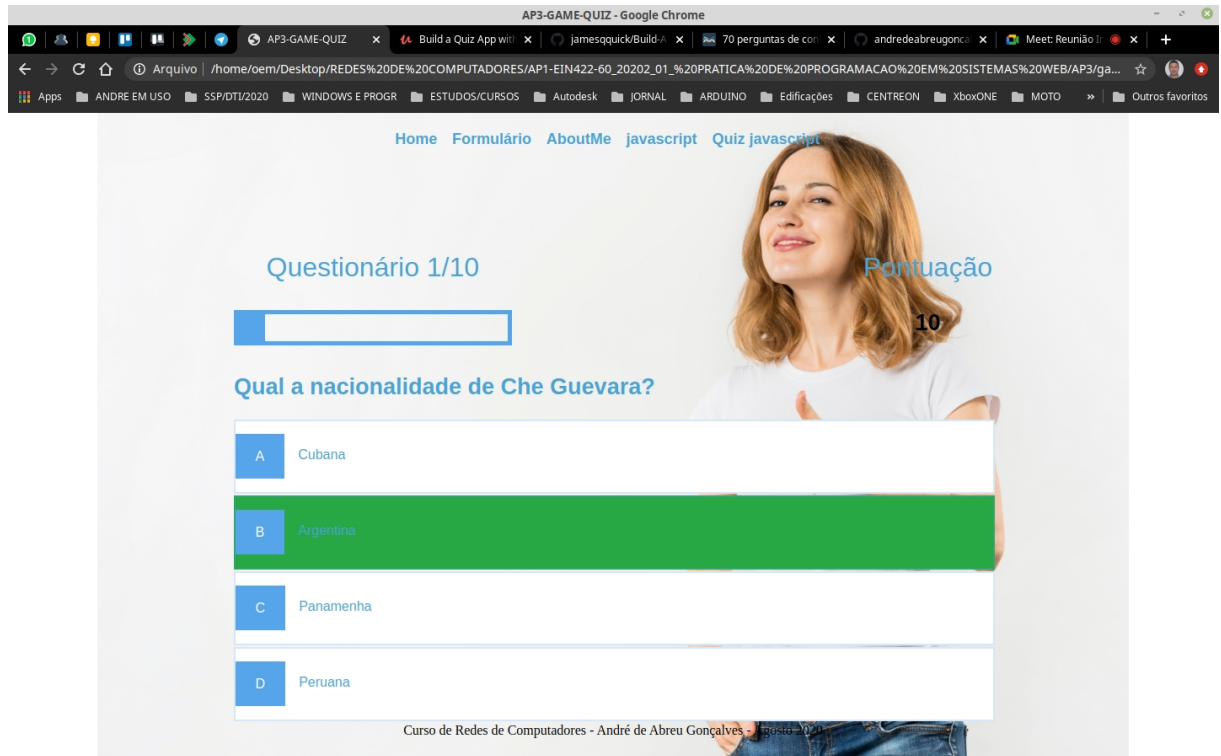 AP3-GAME-QUIZ - Google Chrome
AP3-GAME-QUIZ Build a Quiz App with jamesqquick/Build-A 70 perguntas de con andredeabreugonca Meet: Reunião Ir
Arquivo /home/oem/Desktop/REDES%20DE%20COMPUTADORES/AP1-EIN422-60_20202_01_%20PRATICA%20DE%20PROGRAMACAO%20EM%20SISTEMAS%20WEB/AP3/ga...
Apps ANDRE EM USO SSP/DTI/2020 WINDOWS E PROGR ESTUDOS/CURSOS Autodesk JORNAL ARDUINO Edificações CENTREON XboxONE MOTO » Outros favoritos
Home Formulário AboutMe javascript Quiz javascript
Questionário 1/10 Pontuação
10
Qual a nacionalidade de Che Guevara?
A Cubana
B Argentina
C Panamenha
D Peruana
Curso de Redes de Computadores - André de Abreu Gonçalves - Agosto 2020